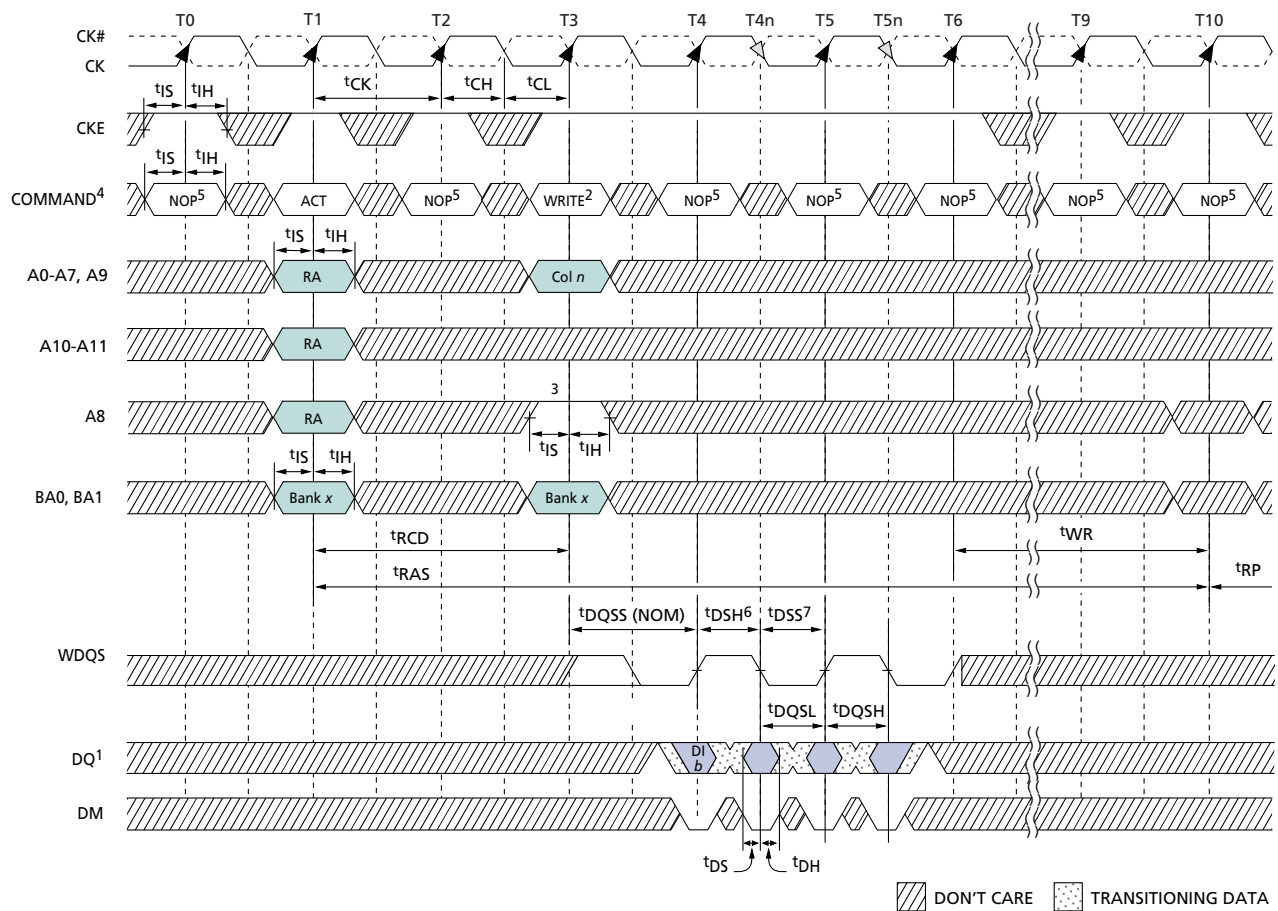 T0 T1 T2 T3 T4 T4n T5 T5n T6 T9 T10
CK#
CK
tCK tCH tCL
tIS tIH
CKE
tIS tIH
COMMAND4 NOP5 ACT NOP5 WRITE2 NOP5 NOP5 NOP5 NOP5 NOP5
tIS tIH
A0-A7, A9 RA Col n
A10-A11 RA
3
A8 RA
tIS tIH
tIS tIH
BA0, BA1 Bank x Bank x
tRCD tWR
tRAS tRP
tDQSS (NOM) tDSH6 tDSS7
WDQS
tDQSL tDQSH
DQ1 DI
b
DM
tDS tDH
DON'T CARE TRANSITIONING DATA